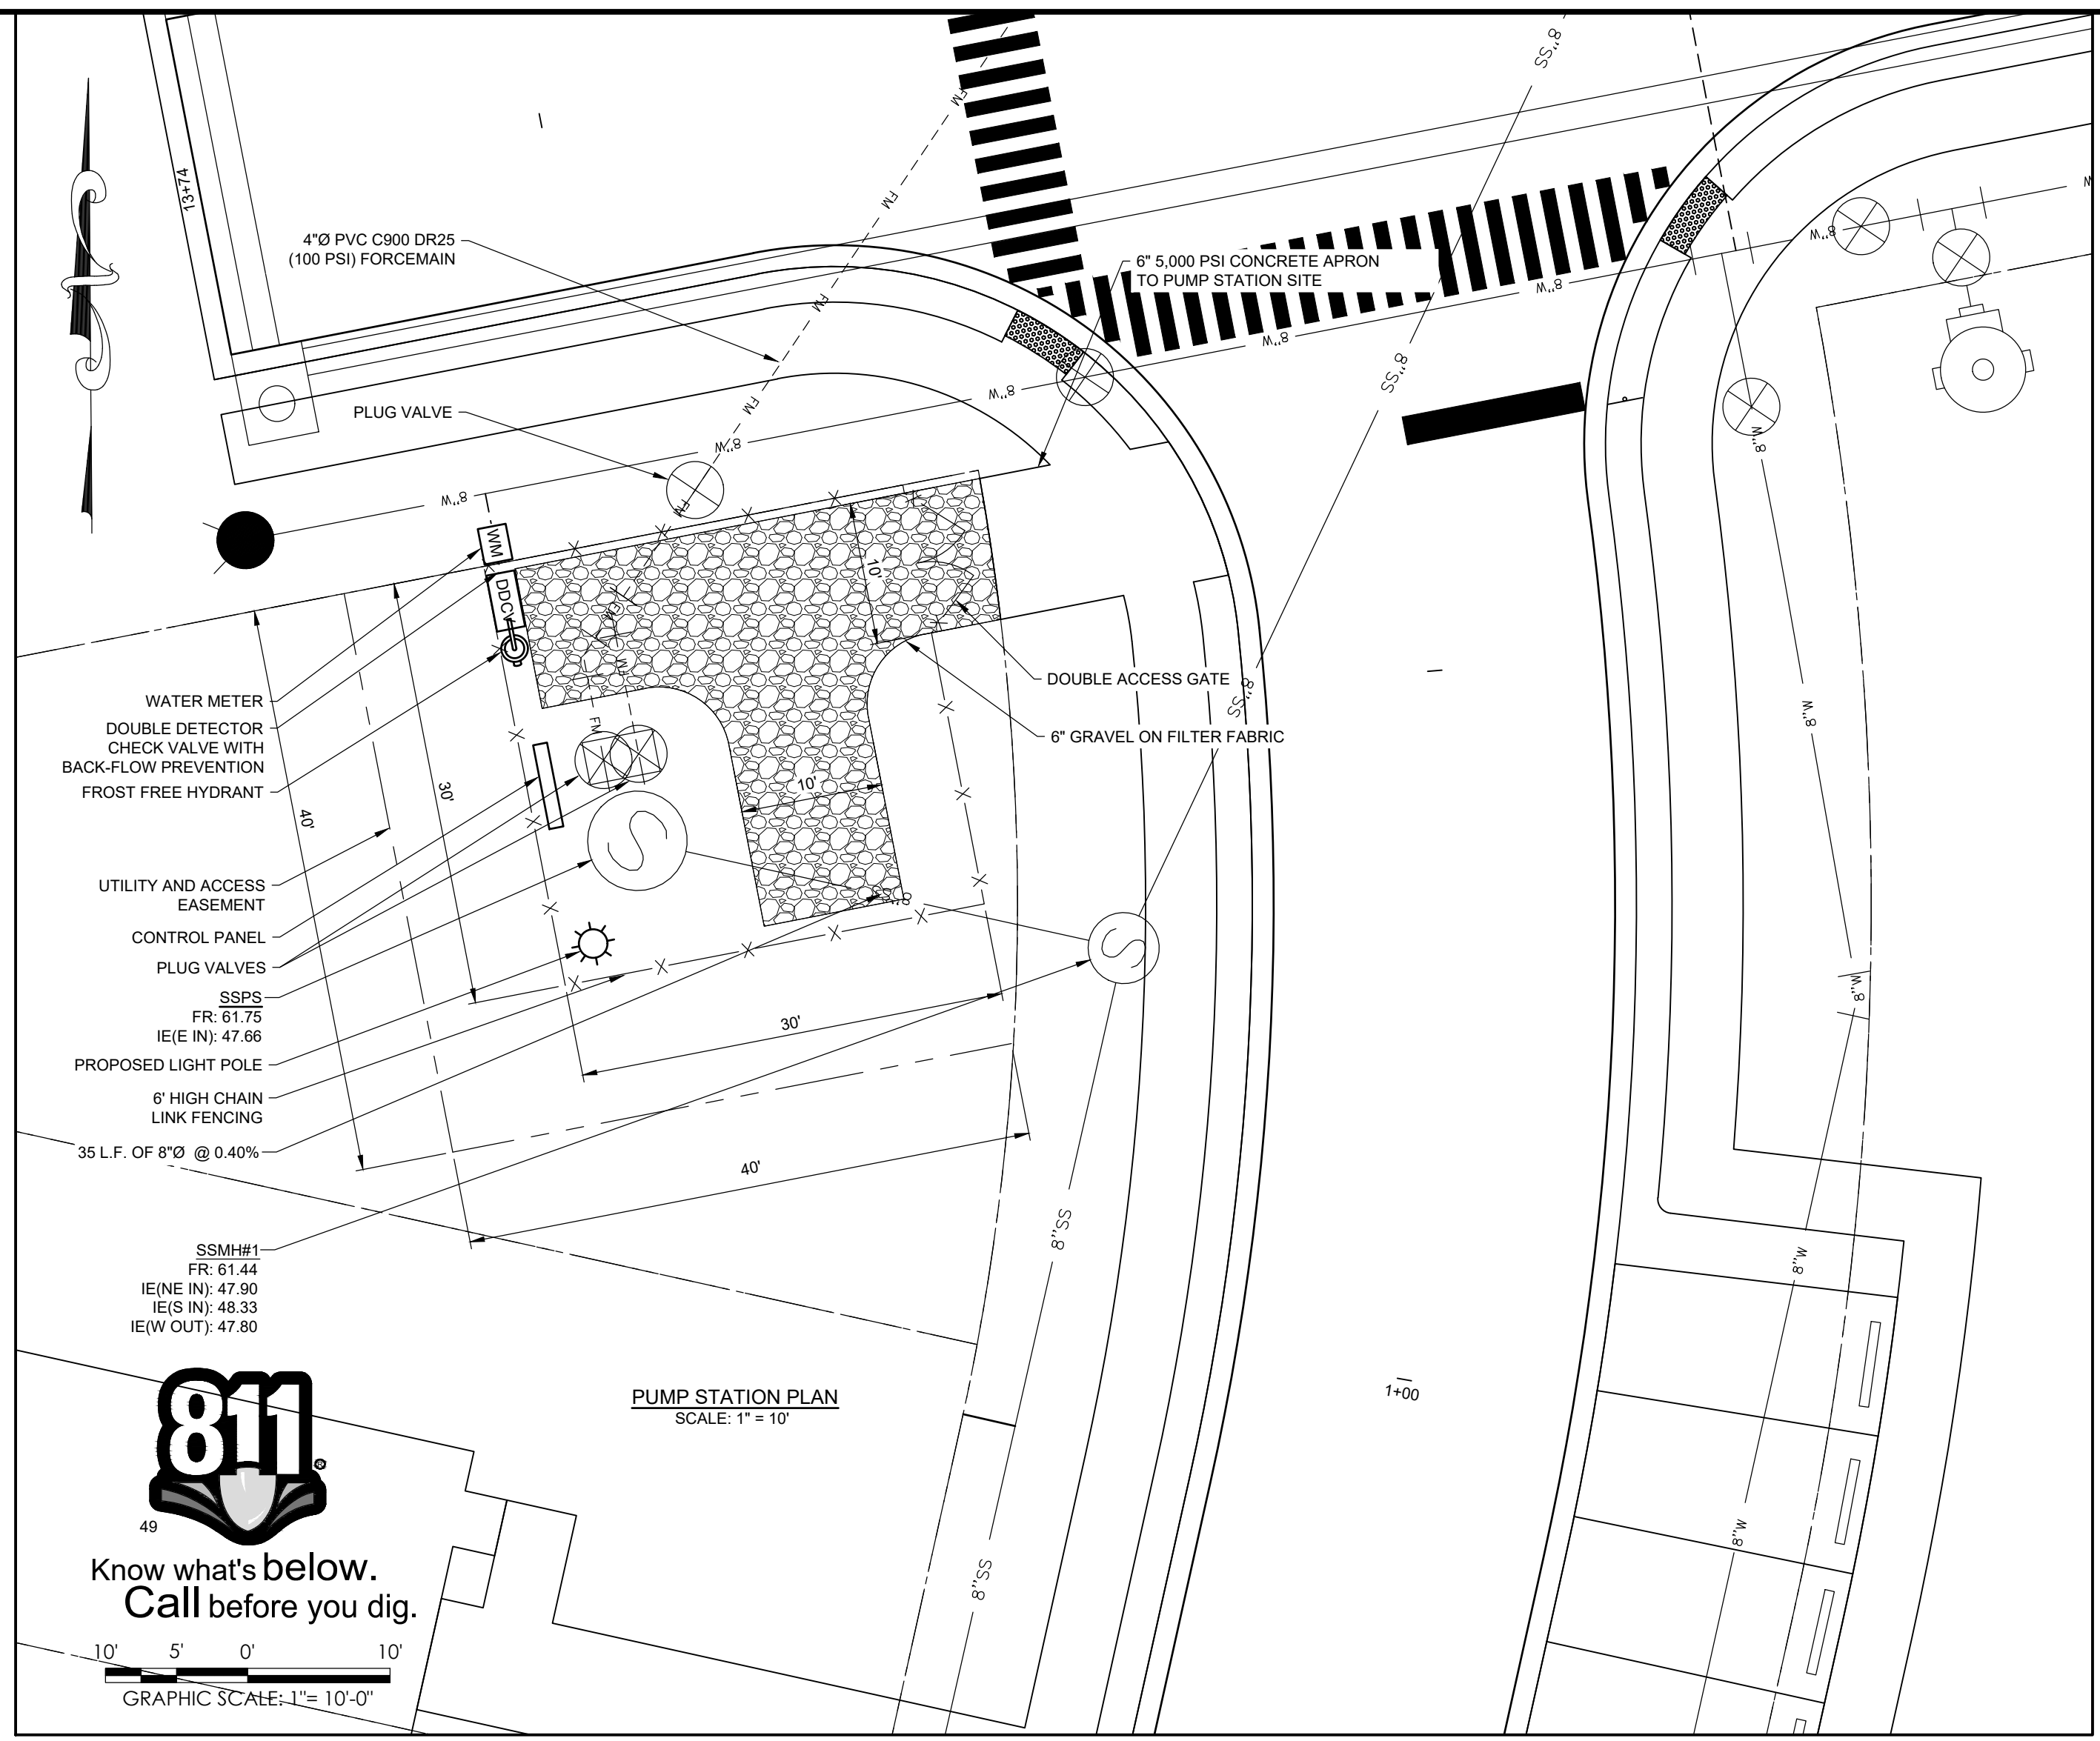 13+74
4"Ø PVC C900 DR25
(100 PSI) FORCEMAIN
PLUG VALVE
6" 5,000 PSI CONCRETE APRON
TO PUMP STATION SITE
FM
FM
FM
FM
FM
FM
FM
8"W
8"W
8"W
8"W
8"W
8"W
8"W
8"W
8"W
8"W
8"W
8"SS
8"SS
8"SS
8"SS
8"SS
WM
DDCV
10'
10'
DOUBLE ACCESS GATE
6" GRAVEL ON FILTER FABRIC
WATER METER
DOUBLE DETECTOR
CHECK VALVE WITH
BACK-FLOW PREVENTION
FROST FREE HYDRANT
40'
30'
UTILITY AND ACCESS
EASEMENT
CONTROL PANEL
PLUG VALVES
SSPS
FR: 61.75
IE(E IN): 47.66
PROPOSED LIGHT POLE
6' HIGH CHAIN
LINK FENCING
35 L.F. OF 8"Ø @ 0.40%
30'
40'
SSMH#1
FR: 61.44
IE(NE IN): 47.90
IE(S IN): 48.33
IE(W OUT): 47.80
PUMP STATION PLAN
SCALE: 1" = 10'
1+00
811
49
Know what's below.
Call before you dig.
10' 5' 0' 10'
GRAPHIC SCALE: 1"= 10'-0"